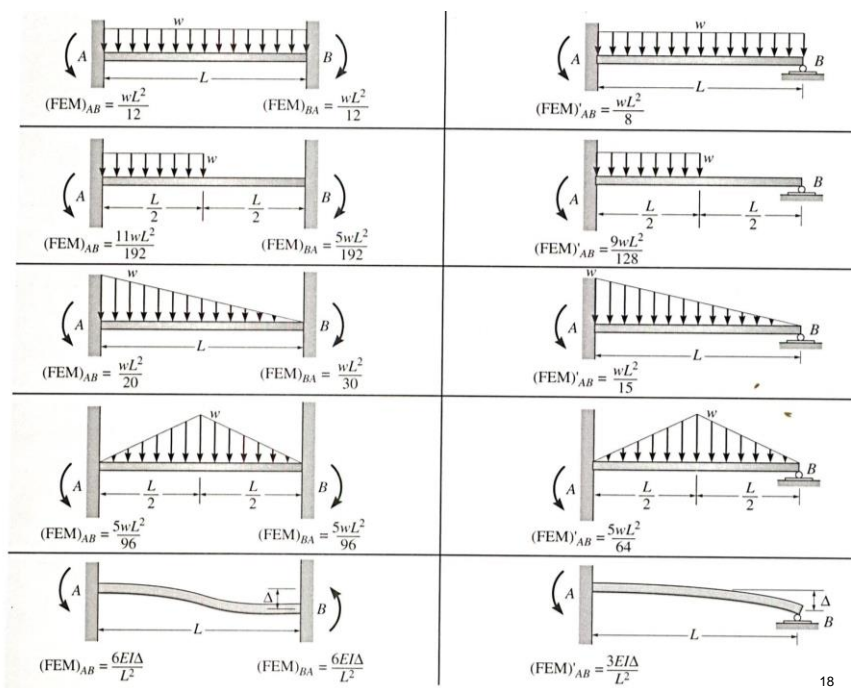 w w
A B A B
L L
(FEM)AB = wL²/12 (FEM)BA = wL²/12 (FEM)'AB = wL²/8
w w
A B A B
L/2 L/2 L/2 L/2
(FEM)AB = 11wL²/192 (FEM)BA = 5wL²/192 (FEM)'AB = 9wL²/128
w w
A B A B
L L
(FEM)AB = wL²/20 (FEM)BA = wL²/30 (FEM)'AB = wL²/15
w w
A B A B
L/2 L/2 L/2 L/2
(FEM)AB = 5wL²/96 (FEM)BA = 5wL²/96 (FEM)'AB = 5wL²/64
A Δ B A Δ B
L L
(FEM)AB = 6EIΔ/L² (FEM)BA = 6EIΔ/L² (FEM)'AB = 3EIΔ/L²
18